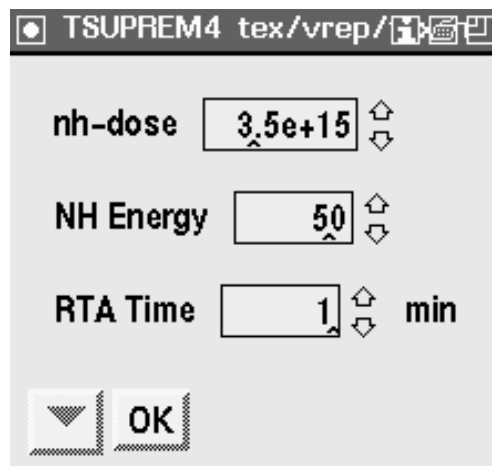 TSUPREM4 tex/vrep/
nh-dose 3.5e+15
NH Energy 50
RTA Time 1 min
OK